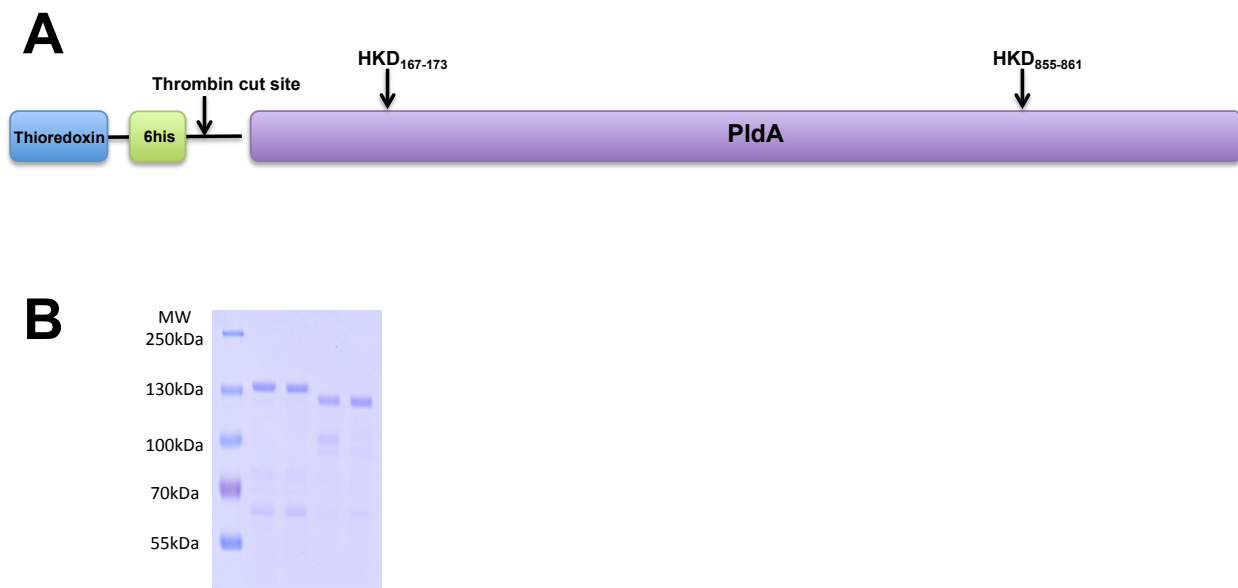 A
HKD167-173
HKD855-861
Thrombin cut site
Thioredoxin
6his
PldA
B
MW
250kDa
130kDa
100kDa
70kDa
55kDa